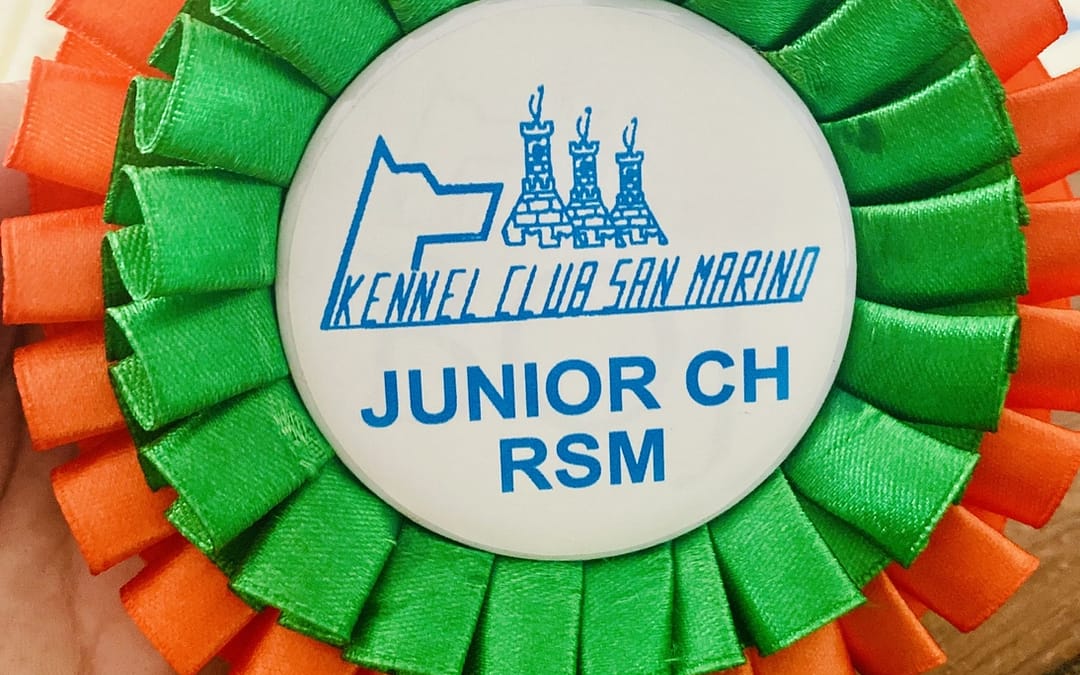 KENNEL CLUB SAN MARINO
JUNIOR CH
RSM